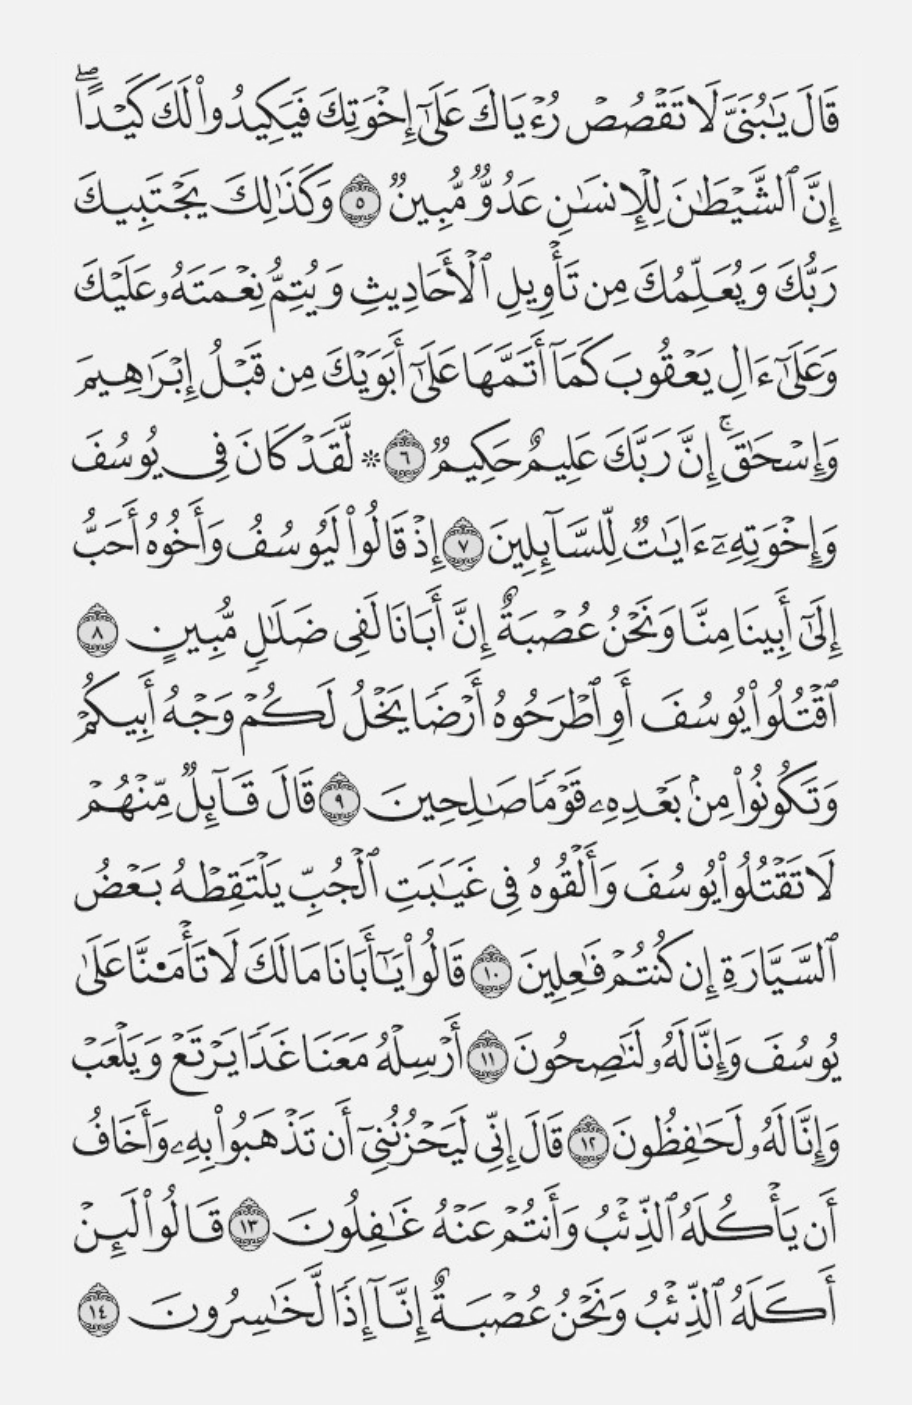 قَالَ يَٰبُنَيَّ لَا تَقۡصُصۡ رُءۡيَاكَ عَلَىٰٓ إِخۡوَتِكَ فَيَكِيدُواْ لَكَ كَيۡدًاۖ
إِنَّ ٱلشَّيۡطَٰنَ لِلۡإِنسَٰنِ عَدُوّٞ مُّبِينٞ ٥ وَكَذَٰلِكَ يَجۡتَبِيكَ
رَبُّكَ وَيُعَلِّمُكَ مِن تَأۡوِيلِ ٱلۡأَحَادِيثِ وَيُتِمُّ نِعۡمَتَهُۥ عَلَيۡكَ
وَعَلَىٰٓ ءَالِ يَعۡقُوبَ كَمَآ أَتَمَّهَا عَلَىٰٓ أَبَوَيۡكَ مِن قَبۡلُ إِبۡرَٰهِيمَ
وَإِسۡحَٰقَۚ إِنَّ رَبَّكَ عَلِيمٌ حَكِيمٞ ٦ ۞ لَّقَدۡ كَانَ فِي يُوسُفَ
وَإِخۡوَتِهِۦٓ ءَايَٰتٞ لِّلسَّآئِلِينَ ٧ إِذۡ قَالُواْ لَيُوسُفُ وَأَخُوهُ أَحَبُّ
إِلَىٰٓ أَبِينَا مِنَّا وَنَحۡنُ عُصۡبَةٌ إِنَّ أَبَانَا لَفِي ضَلَٰلٖ مُّبِينٍ ٨
ٱقۡتُلُواْ يُوسُفَ أَوِ ٱطۡرَحُوهُ أَرۡضٗا يَخۡلُ لَكُمۡ وَجۡهُ أَبِيكُمۡ
وَتَكُونُواْ مِنۢ بَعۡدِهِۦ قَوۡمٗا صَٰلِحِينَ ٩ قَالَ قَآئِلٞ مِّنۡهُمۡ
لَا تَقۡتُلُواْ يُوسُفَ وَأَلۡقُوهُ فِي غَيَٰبَتِ ٱلۡجُبِّ يَلۡتَقِطۡهُ بَعۡضُ
ٱلسَّيَّارَةِ إِن كُنتُمۡ فَٰعِلِينَ ١٠ قَالُواْ يَٰٓأَبَانَا مَا لَكَ لَا تَأۡمَ۬نَّا عَلَىٰ
يُوسُفَ وَإِنَّا لَهُۥ لَنَٰصِحُونَ ١١ أَرۡسِلۡهُ مَعَنَا غَدٗا يَرۡتَعۡ وَيَلۡعَبۡ
وَإِنَّا لَهُۥ لَحَٰفِظُونَ ١٢ قَالَ إِنِّي لَيَحۡزُنُنِيٓ أَن تَذۡهَبُواْ بِهِۦ وَأَخَافُ
أَن يَأۡكُلَهُ ٱلذِّئۡبُ وَأَنتُمۡ عَنۡهُ غَٰفِلُونَ ١٣ قَالُواْ لَئِنۡ
أَكَلَهُ ٱلذِّئۡبُ وَنَحۡنُ عُصۡبَةٌ إِنَّآ إِذٗا لَّخَٰسِرُونَ ١٤